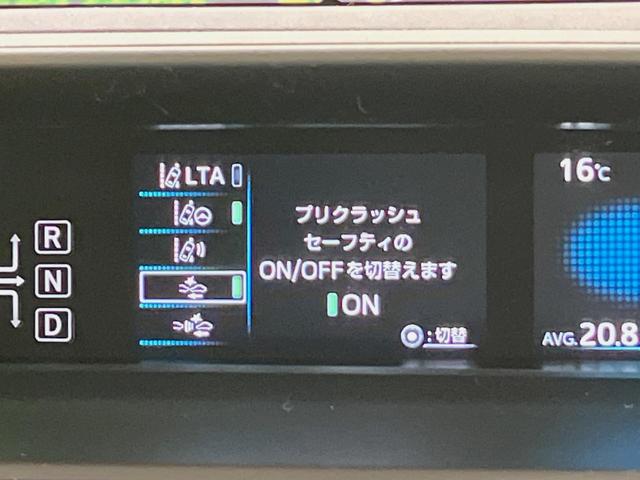 LTA
プリクラッシュ
セーフティの
ON/OFFを切替えます
ON
:切替
R
N
D
16℃
AVG.20.8